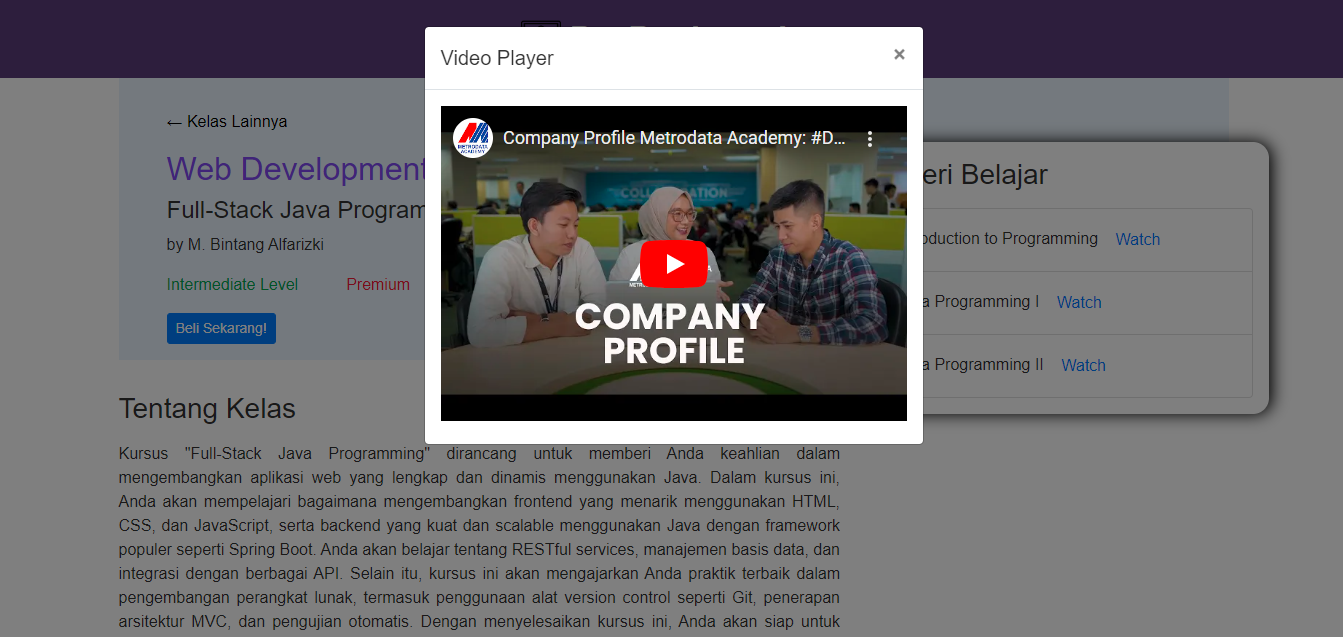 Video Player
×
← Kelas Lainnya
Web Development
Full-Stack Java
by M. Bintang Alfarizki
Intermediate Level Premium
Beli Sekarang!
METRODATA
ACADEMY
Company Profile Metrodata Academy: #D...
COMPANY
PROFILE
Belajar
to Programming Watch
Programming I Watch
Programming II Watch
Tentang Kelas
Kursus "Full-Stack Java Programming" dirancang untuk memberi Anda keahlian dalam
mengembangkan aplikasi web yang lengkap dan dinamis menggunakan Java. Dalam kursus ini,
Anda akan mempelajari bagaimana mengembangkan frontend yang menarik menggunakan HTML,
CSS, dan JavaScript, serta backend yang kuat dan scalable menggunakan Java dengan framework
populer seperti Spring Boot. Anda akan belajar tentang RESTful services, manajemen basis data, dan
integrasi dengan berbagai API. Selain itu, kursus ini akan mengajarkan Anda praktik terbaik dalam
pengembangan perangkat lunak, termasuk penggunaan alat version control seperti Git, penerapan
arsitektur MVC, dan pengujian otomatis. Dengan menyelesaikan kursus ini, Anda akan siap untuk